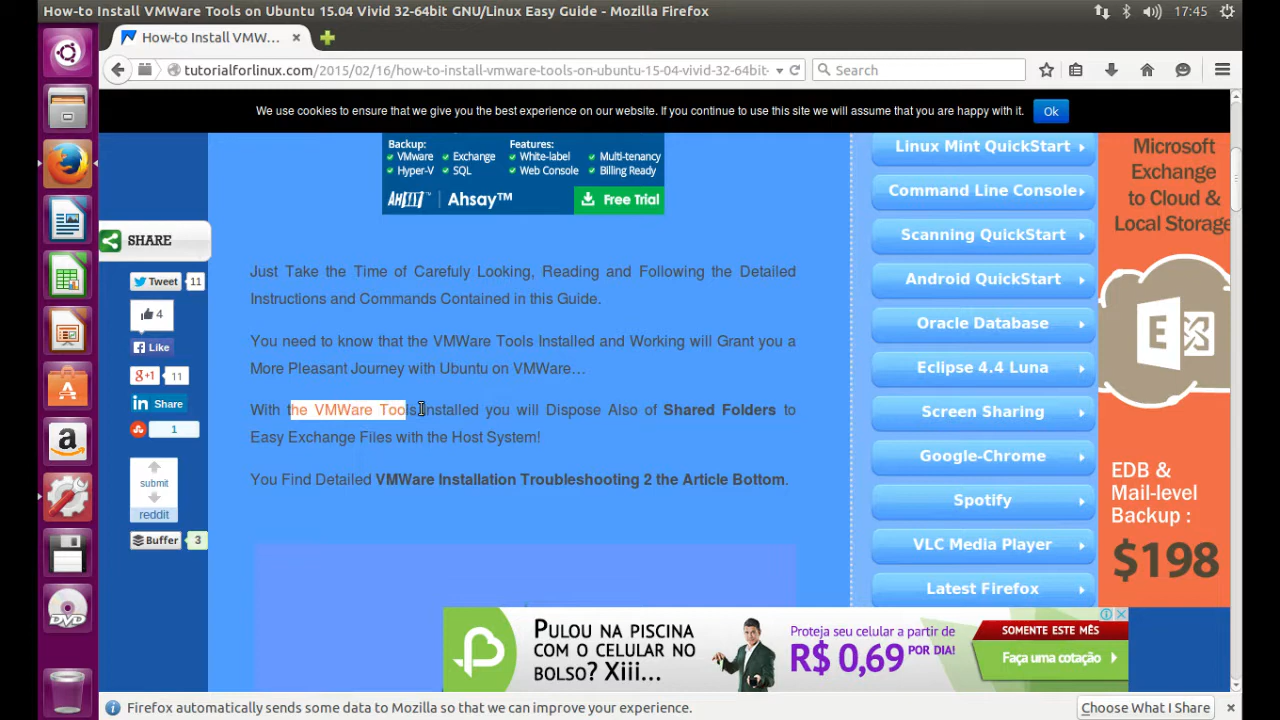 How-to Install VMWare Tools on Ubuntu 15.04 Vivid 32-64bit GNU/Linux Easy Guide - Mozilla Firefox
17:45
How-to Install VMW...
tutorialforlinux.com/2015/02/16/how-to-install-vmware-tools-on-ubuntu-15-04-vivid-32-64bit-
Search
We use cookies to ensure that we give you the best experience on our website. If you continue to use this site we will assume that you are happy with it.
Ok
Backup:
Features:
VMware
Exchange
White-label
Multi-tenancy
Hyper-V
SQL
Web Console
Billing Ready
AHSAY™
Ahsay™
Free Trial
SHARE
Tweet
11
4
Like
g+1
11
in Share
1
submit
reddit
Buffer
3
Just Take the Time of Carefuly Looking, Reading and Following the Detailed
Instructions and Commands Contained in this Guide.
You need to know that the VMWare Tools Installed and Working will Grant you a
More Pleasant Journey with Ubuntu on VMWare...
With the VMWare Tools Installed you will Dispose Also of Shared Folders to
Easy Exchange Files with the Host System!
You Find Detailed VMWare Installation Troubleshooting 2 the Article Bottom.
Linux Mint QuickStart
Command Line Console
Scanning QuickStart
Android QuickStart
Oracle Database
Eclipse 4.4 Luna
Screen Sharing
Google-Chrome
Spotify
VLC Media Player
Latest Firefox
Microsoft
Exchange
to Cloud &
Local Storage
E
EDB &
Mail-level
Backup :
$198
PULOU NA PISCINA
COM O CELULAR NO
BOLSO? XIII...
Proteja seu celular a partir de
R$ 0,69 POR DIA!
SOMENTE ESTE MÊS
Faça uma cotação
DVD
Firefox automatically sends some data to Mozilla so that we can improve your experience.
Choose What I Share